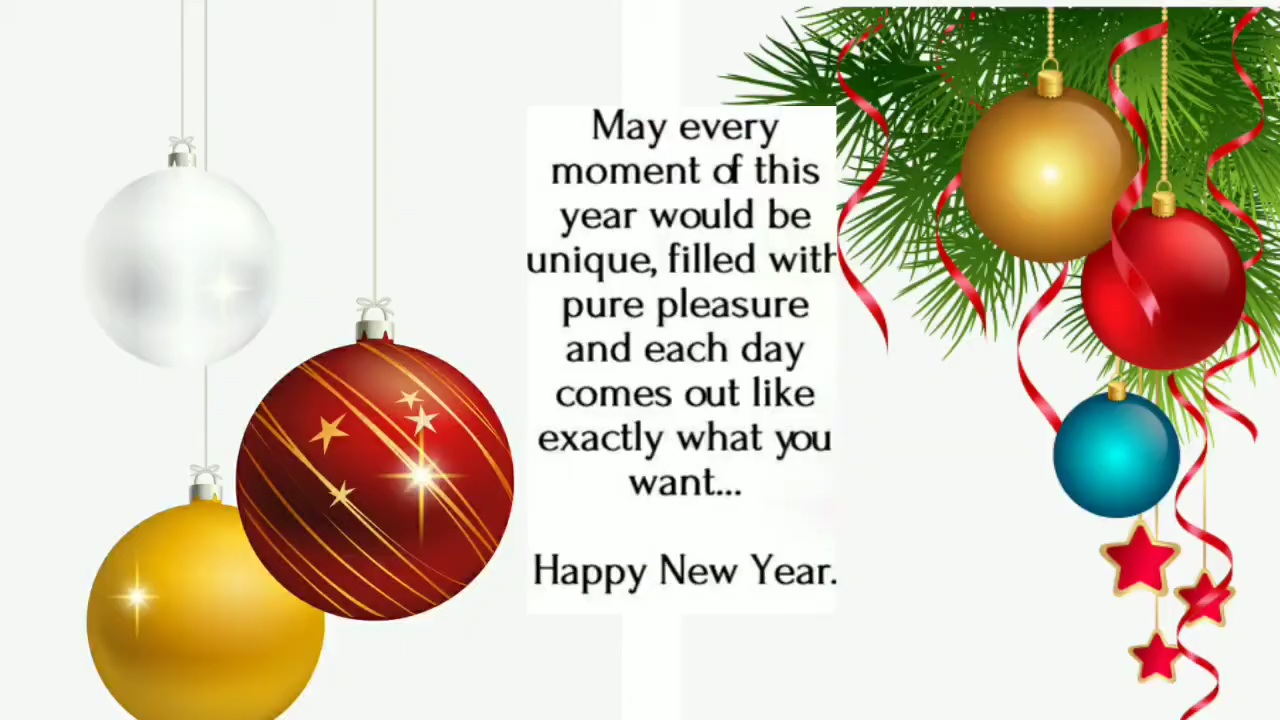 May every
moment of this
year would be
unique, filled with
pure pleasure
and each day
comes out like
exactly what you
want...
Happy New Year.